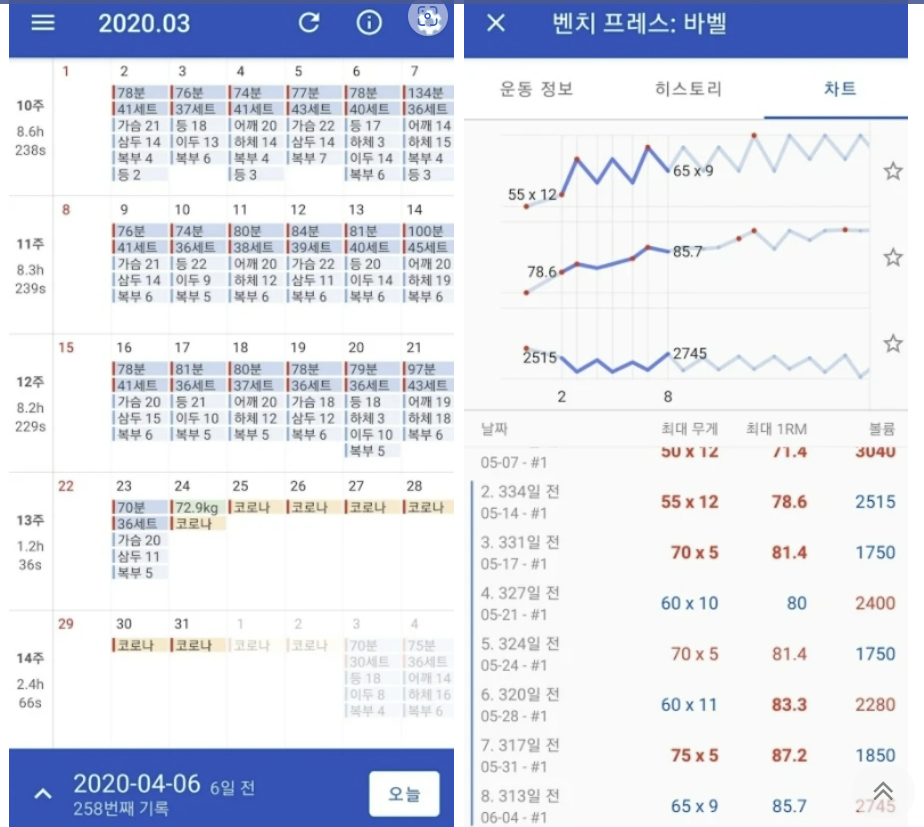 2020.03
1 2 3 4 5 6 7
10주
8.6h
238s
78분 76분 74분 77분 78분 134분
41세트 37세트 41세트 43세트 40세트 36세트
가슴 21 등 18 어깨 20 가슴 22 등 17 어깨 14
삼두 14 이두 13 하체 14 삼두 14 하체 3 하체 15
복부 4 복부 6 복부 4 복부 7 이두 14 복부 4
등 2 등 3 복부 6 등 3
8 9 10 11 12 13 14
11주
8.3h
239s
76분 74분 80분 84분 81분 100분
41세트 36세트 38세트 39세트 40세트 45세트
가슴 21 등 22 어깨 20 가슴 22 등 20 어깨 20
삼두 14 이두 9 하체 12 삼두 11 이두 14 하체 19
복부 6 복부 5 복부 6 복부 6 복부 6 복부 6
15 16 17 18 19 20 21
12주
8.2h
229s
78분 81분 80분 78분 79분 97분
41세트 36세트 37세트 36세트 36세트 43세트
가슴 20 등 21 어깨 20 가슴 18 등 18 어깨 19
삼두 15 이두 10 하체 12 삼두 12 하체 3 하체 18
복부 6 복부 5 복부 5 복부 6 이두 10 복부 6
복부 5
22 23 24 25 26 27 28
13주
1.2h
36s
70분 72.9kg 코로나 코로나 코로나 코로나
36세트 코로나
가슴 20
삼두 11
복부 5
29 30 31 1 2 3 4
14주
2.4h
66s
코로나 코로나 코로나 코로나 70분 75분
30세트 36세트
등 18 어깨 14
이두 8 하체 16
복부 4 복부 6
2020-04-06 6일 전
258번째 기록
오늘
벤치 프레스: 바벨
운동 정보 히스토리 차트
55 x 12 65 x 9
78.6 85.7
2515 2745
2 8
날짜 최대 무게 최대 1RM 볼륨
05-07 - #1 50 x 12 71.4 3040
2. 334일 전
05-14 - #1 55 x 12 78.6 2515
3. 331일 전
05-17 - #1 70 x 5 81.4 1750
4. 327일 전
05-21 - #1 60 x 10 80 2400
5. 324일 전
05-24 - #1 70 x 5 81.4 1750
6. 320일 전
05-28 - #1 60 x 11 83.3 2280
7. 317일 전
05-31 - #1 75 x 5 87.2 1850
8. 313일 전
06-04 - #1 65 x 9 85.7 2745